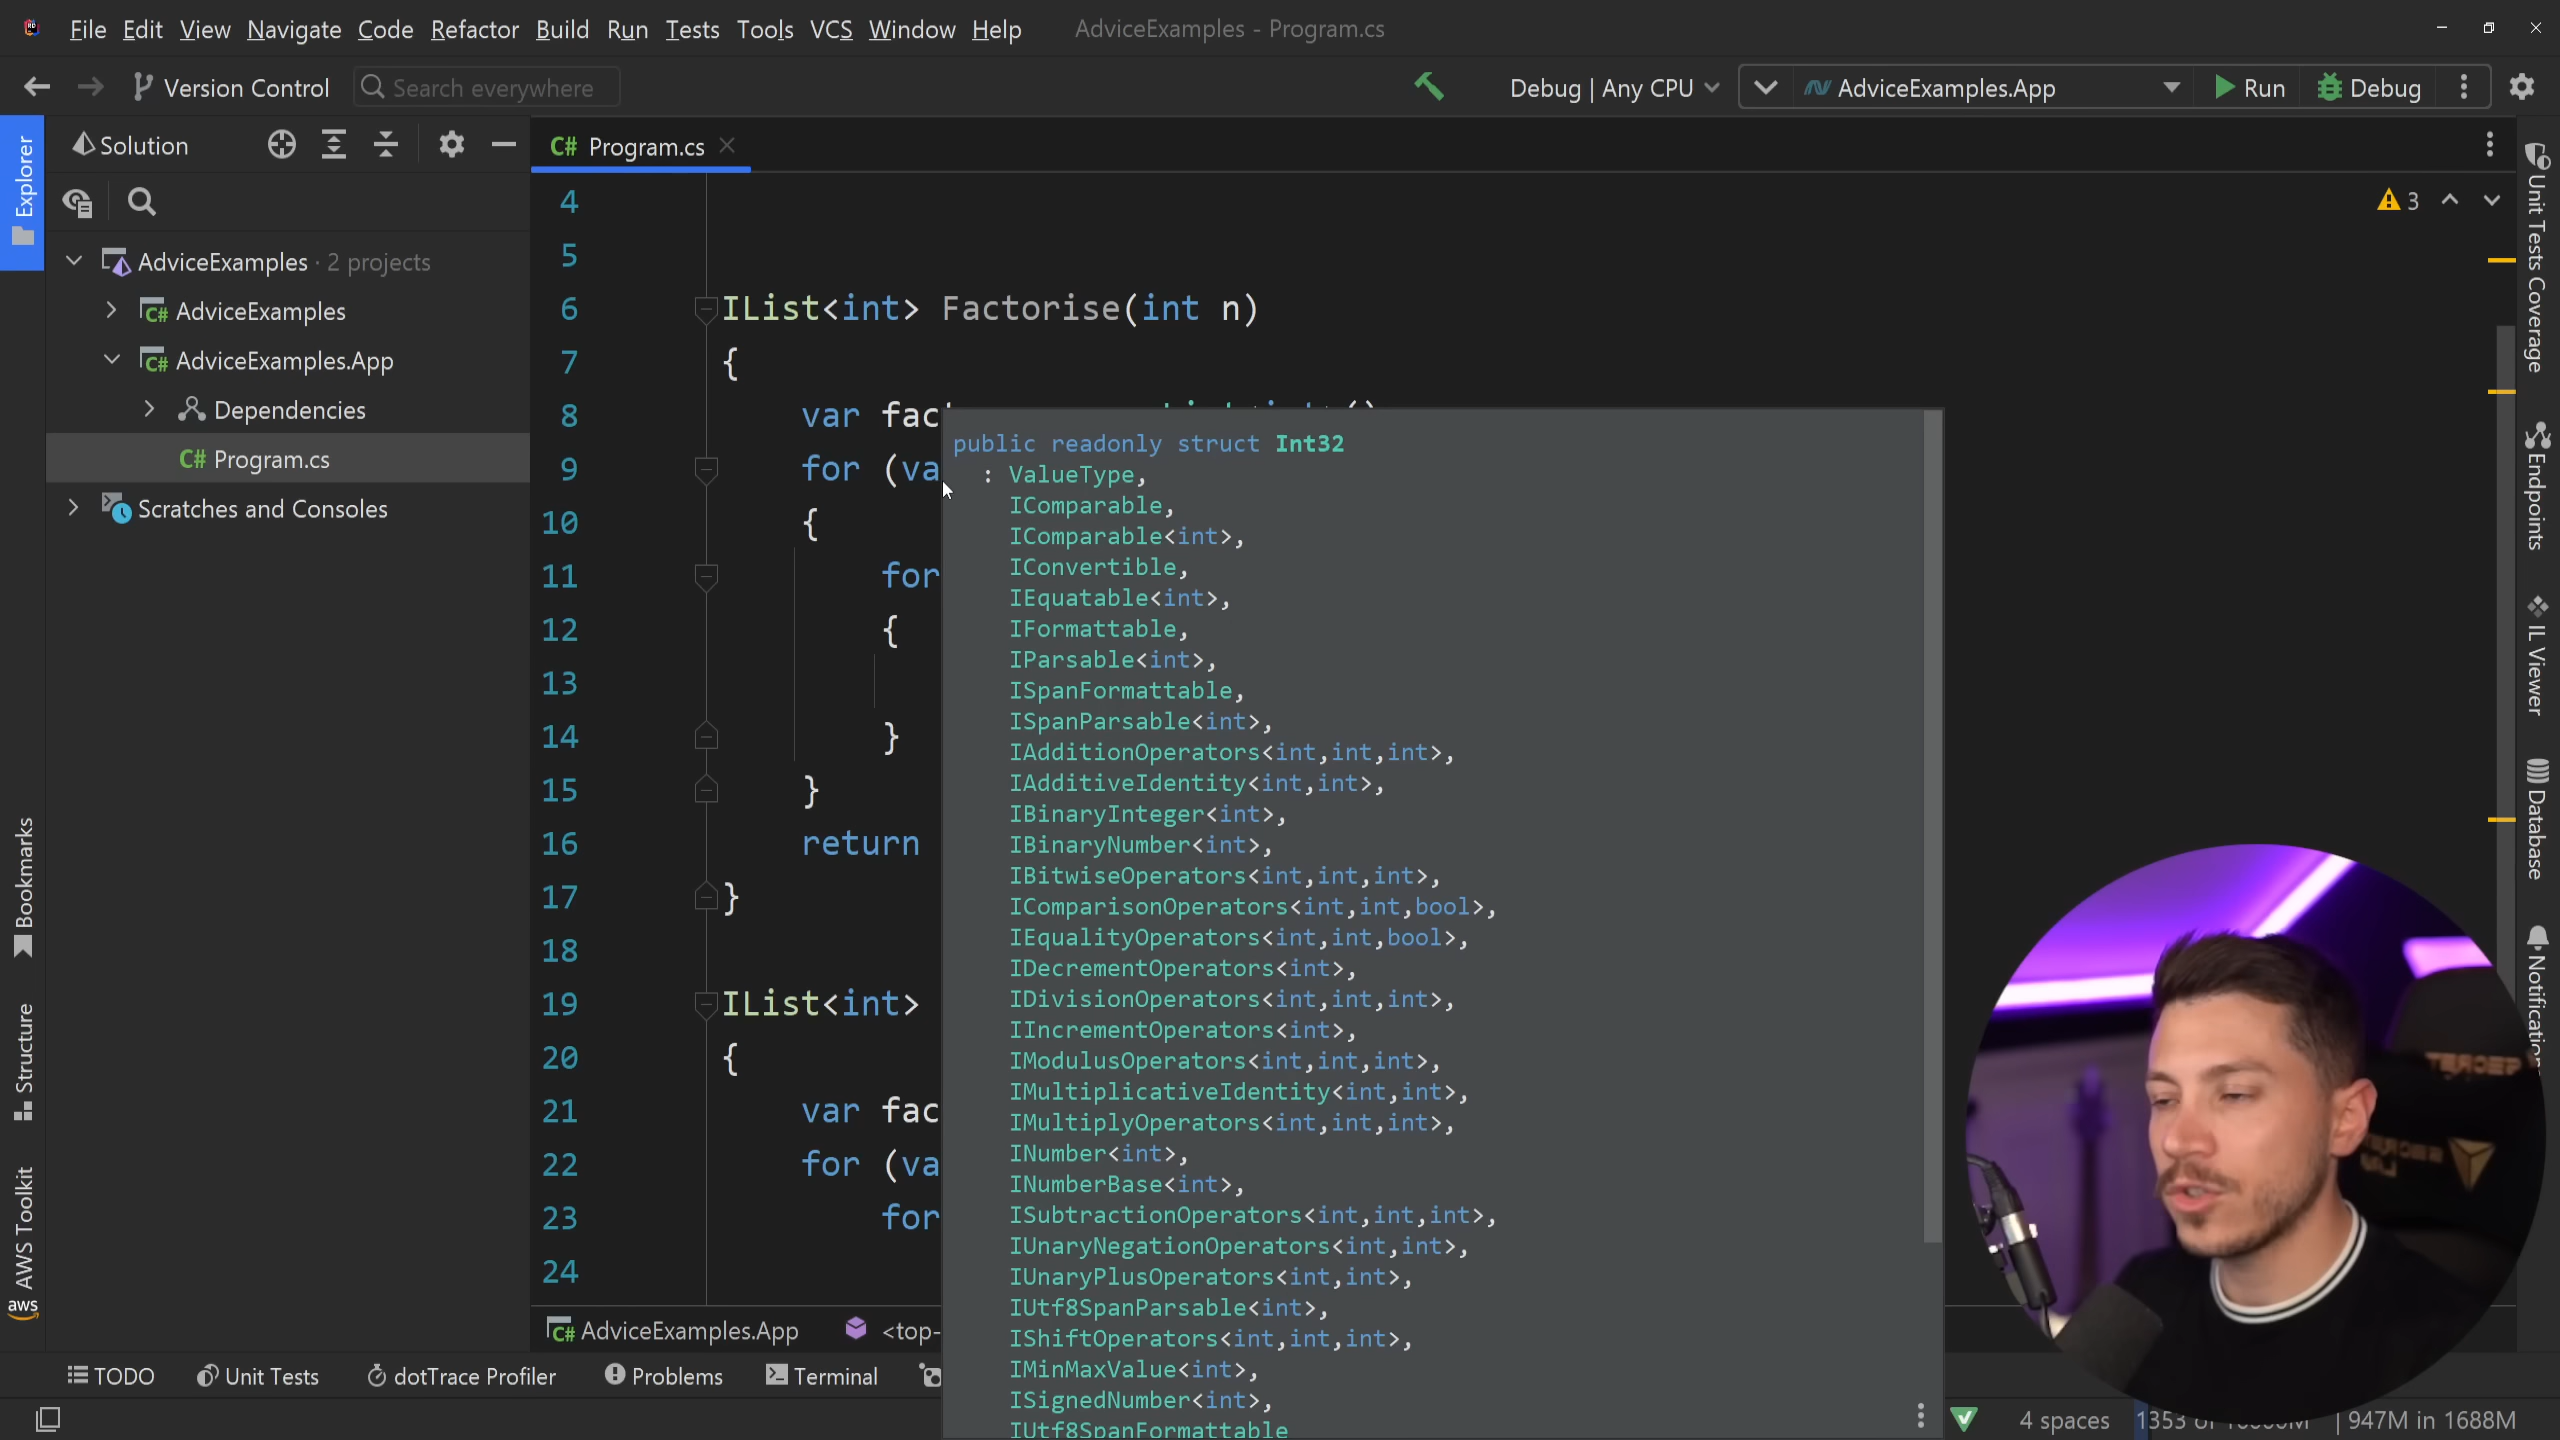 File Edit View Navigate Code Refactor Build Run Tests Tools VCS Window Help AdviceExamples - Program.cs
Version Control Search everywhere Debug | Any CPU AdviceExamples.App Run Debug
Explorer
Solution
C# Program.cs
AdviceExamples · 2 projects
C# AdviceExamples
C# AdviceExamples.App
Dependencies
C# Program.cs
Scratches and Consoles
3
4
5
6 IList<int> Factorise(int n)
7 {
8 var fac
9 for (va
10 {
11 for
12 {
13
14 }
15 }
16 return
17 }
18
19 IList<int>
20 {
21 var fac
22 for (va
23 for
24
public readonly struct Int32
: ValueType,
IComparable,
IComparable<int>,
IConvertible,
IEquatable<int>,
IFormattable,
IParsable<int>,
ISpanFormattable,
ISpanParsable<int>,
IAdditionOperators<int,int,int>,
IAdditiveIdentity<int,int>,
IBinaryInteger<int>,
IBinaryNumber<int>,
IBitwiseOperators<int,int,int>,
IComparisonOperators<int,int,bool>,
IEqualityOperators<int,int,bool>,
IDecrementOperators<int>,
IDivisionOperators<int,int,int>,
IIncrementOperators<int>,
IModulusOperators<int,int,int>,
IMultiplicativeIdentity<int,int>,
IMultiplyOperators<int,int,int>,
INumber<int>,
INumberBase<int>,
ISubtractionOperators<int,int,int>,
IUnaryNegationOperators<int,int>,
IUnaryPlusOperators<int,int>,
IUtf8SpanParsable<int>,
IShiftOperators<int,int,int>,
IMinMaxValue<int>,
ISignedNumber<int>,
IUtf8SpanFormattable
Unit Tests Coverage
Endpoints
IL Viewer
Database
Notification
Bookmarks
Structure
AWS Toolkit
aws
C# AdviceExamples.App <top-
TODO Unit Tests dotTrace Profiler Problems Terminal
4 spaces 1353 947M in 1688M